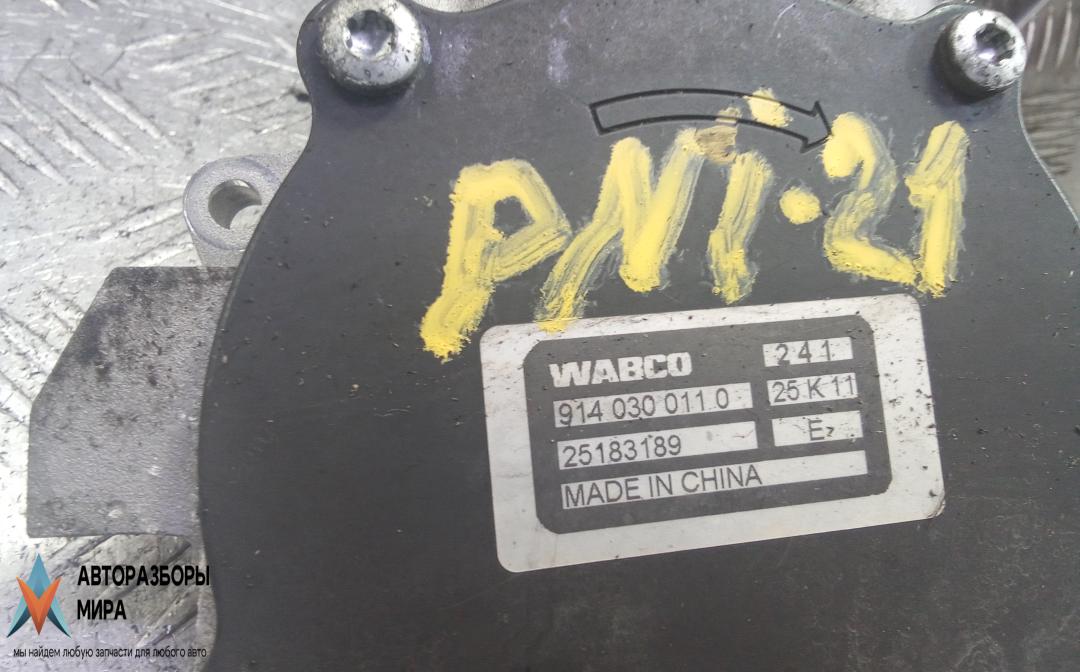 PN1·21
WABCO
241
914 030 011 0
25 K 11
25183189
MADE IN CHINA
АВТОРАЗБОРЫ
МИРА
мы найдем любую запчасти для любого авто